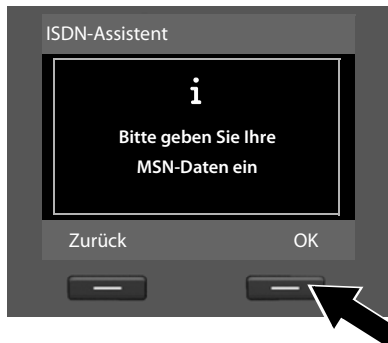 ISDN-Assistent
i
Bitte geben Sie Ihre
MSN-Daten ein
Zurück OK